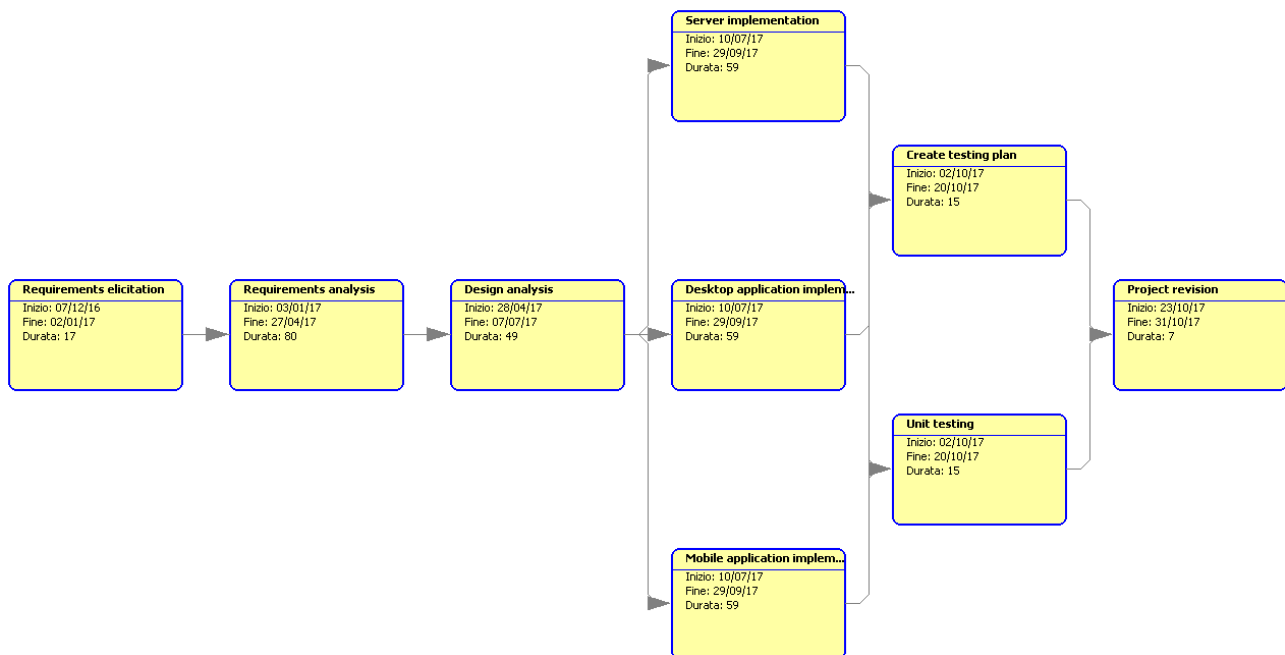 Server implementation
Inizio: 10/07/17
Fine: 29/09/17
Durata: 59
Create testing plan
Inizio: 02/10/17
Fine: 20/10/17
Durata: 15
Requirements elicitation
Inizio: 07/12/16
Fine: 02/01/17
Durata: 17
Requirements analysis
Inizio: 03/01/17
Fine: 27/04/17
Durata: 80
Design analysis
Inizio: 28/04/17
Fine: 07/07/17
Durata: 49
Desktop application implem...
Inizio: 10/07/17
Fine: 29/09/17
Durata: 59
Project revision
Inizio: 23/10/17
Fine: 31/10/17
Durata: 7
Unit testing
Inizio: 02/10/17
Fine: 20/10/17
Durata: 15
Mobile application implem...
Inizio: 10/07/17
Fine: 29/09/17
Durata: 59